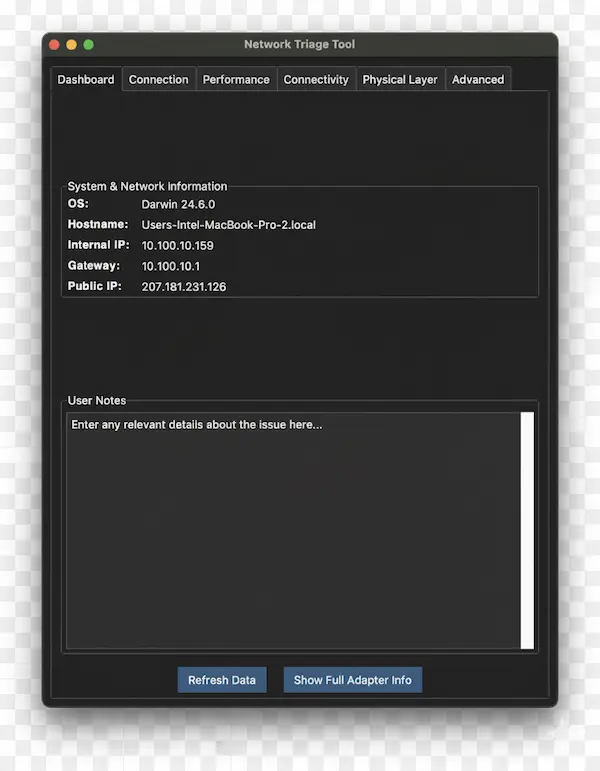 Network Triage Tool
Dashboard Connection Performance Connectivity Physical Layer Advanced
System & Network Information
OS: Darwin 24.6.0
Hostname: Users-Intel-MacBook-Pro-2.local
Internal IP: 10.100.10.159
Gateway: 10.100.10.1
Public IP: 207.181.231.126
User Notes
Enter any relevant details about the issue here...
Refresh Data Show Full Adapter Info